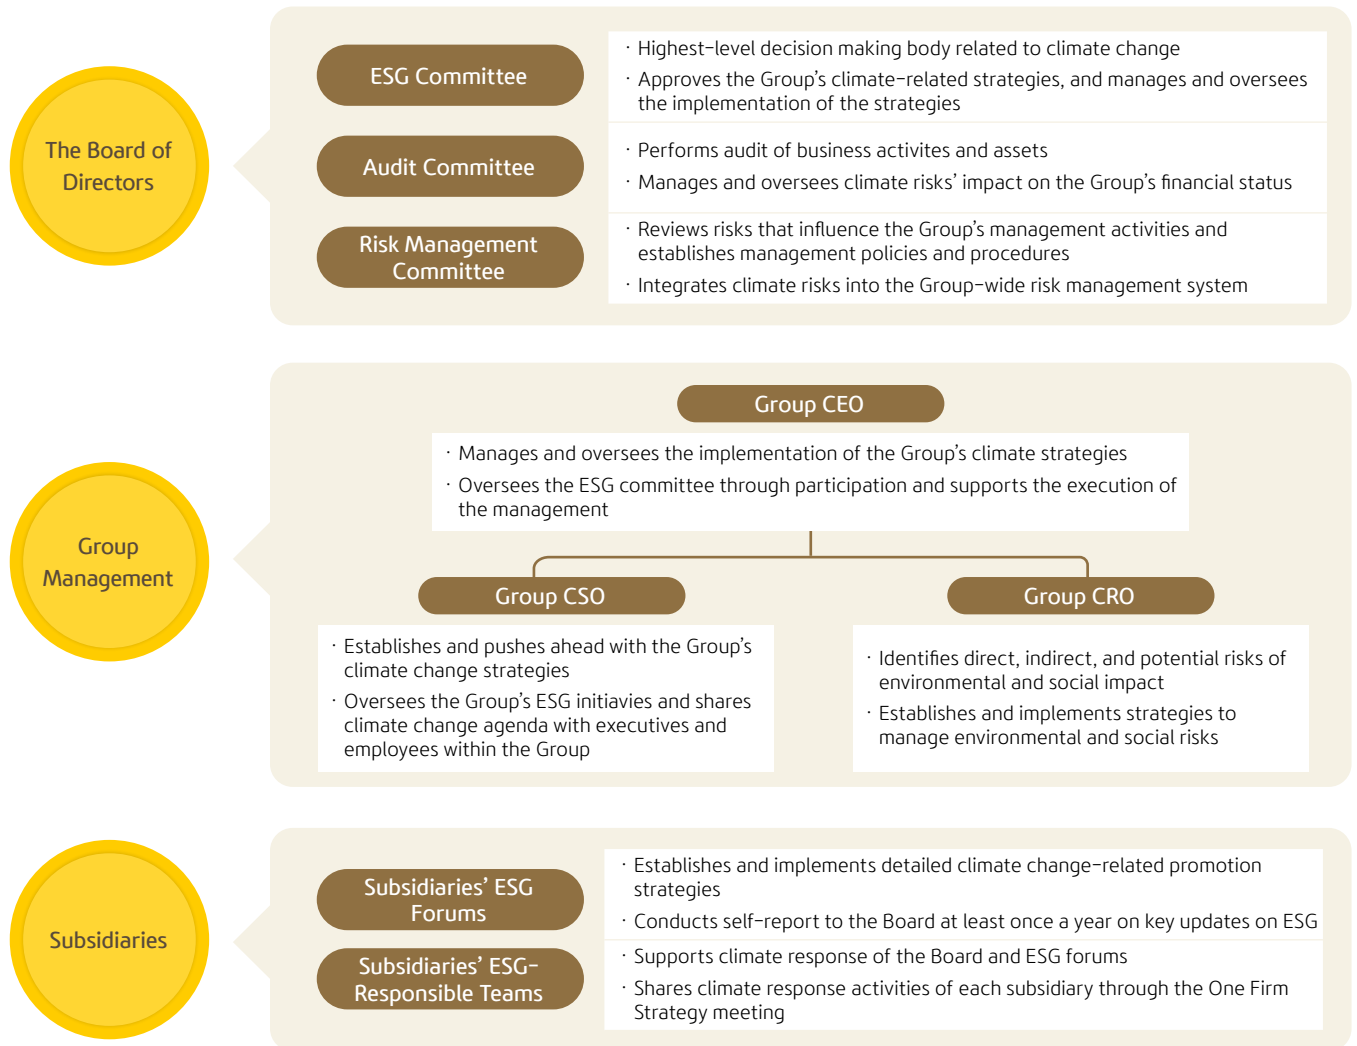 The Board of
Directors
ESG Committee
· Highest-level decision making body related to climate change
· Approves the Group's climate-related strategies, and manages and oversees
the implementation of the strategies
Audit Committee
· Performs audit of business activites and assets
· Manages and oversees climate risks' impact on the Group's financial status
Risk Management
Committee
· Reviews risks that influence the Group's management activities and
establishes management policies and procedures
· Integrates climate risks into the Group-wide risk management system
Group
Management
Group CEO
· Manages and oversees the implementation of the Group's climate strategies
· Oversees the ESG committee through participation and supports the execution of
the management
Group CSO
· Establishes and pushes ahead with the Group's
climate change strategies
· Oversees the Group's ESG initiavies and shares
climate change agenda with executives and
employees within the Group
Group CRO
· Identifies direct, indirect, and potential risks of
environmental and social impact
· Establishes and implements strategies to
manage environmental and social risks
Subsidiaries
Subsidiaries' ESG
Forums
· Establishes and implements detailed climate change-related promotion
strategies
· Conducts self-report to the Board at least once a year on key updates on ESG
Subsidiaries' ESG-
Responsible Teams
· Supports climate response of the Board and ESG forums
· Shares climate response activities of each subsidiary through the One Firm
Strategy meeting